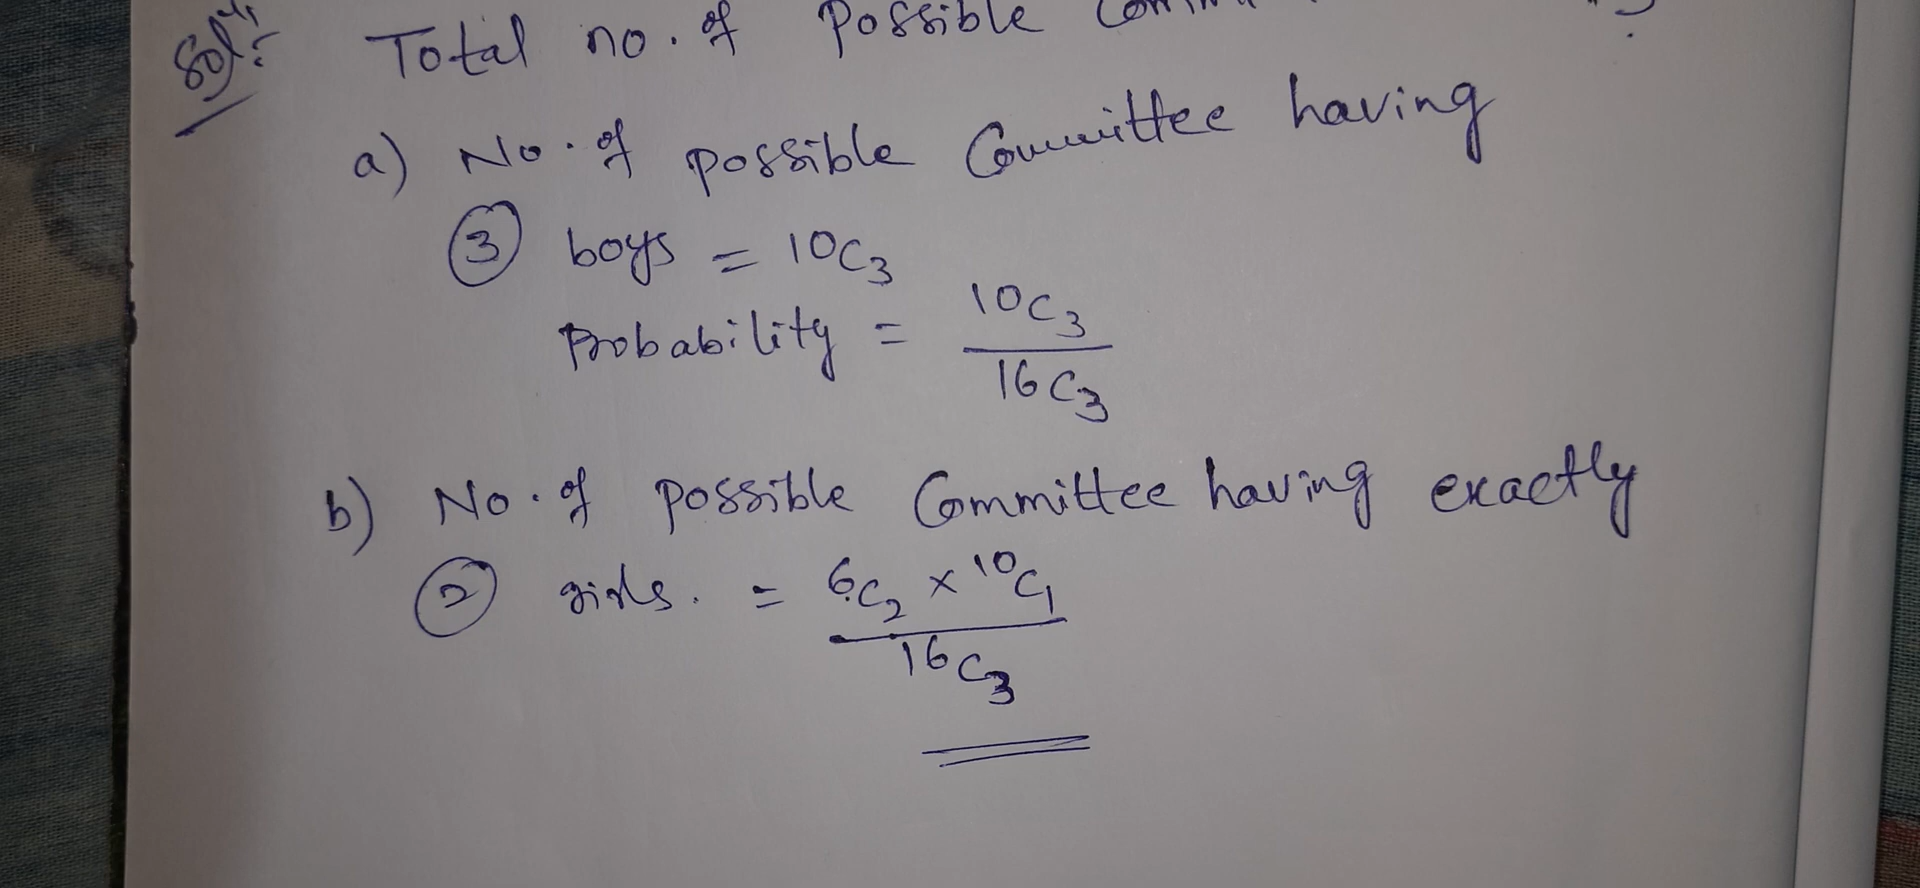 Solⁿ: Total no. of possible
a) No. of possible Committee having
3 boys = 10C3
Probability = 10C3 / 16C3
b) No. of possible Committee having exactly
2 girls. = 6C2 x 10C1 / 16C3